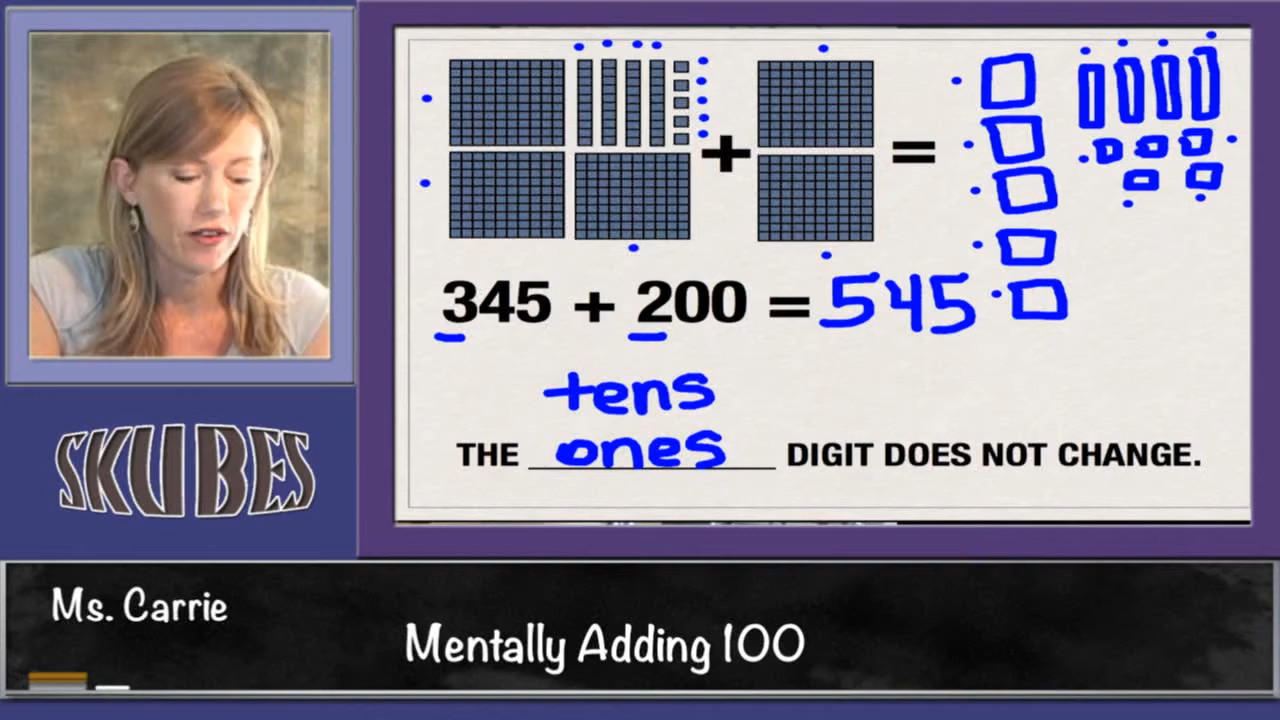 + =
345 + 200 = 545
tens
THE ones DIGIT DOES NOT CHANGE.
SKUBES
Ms. Carrie
Mentally Adding 100